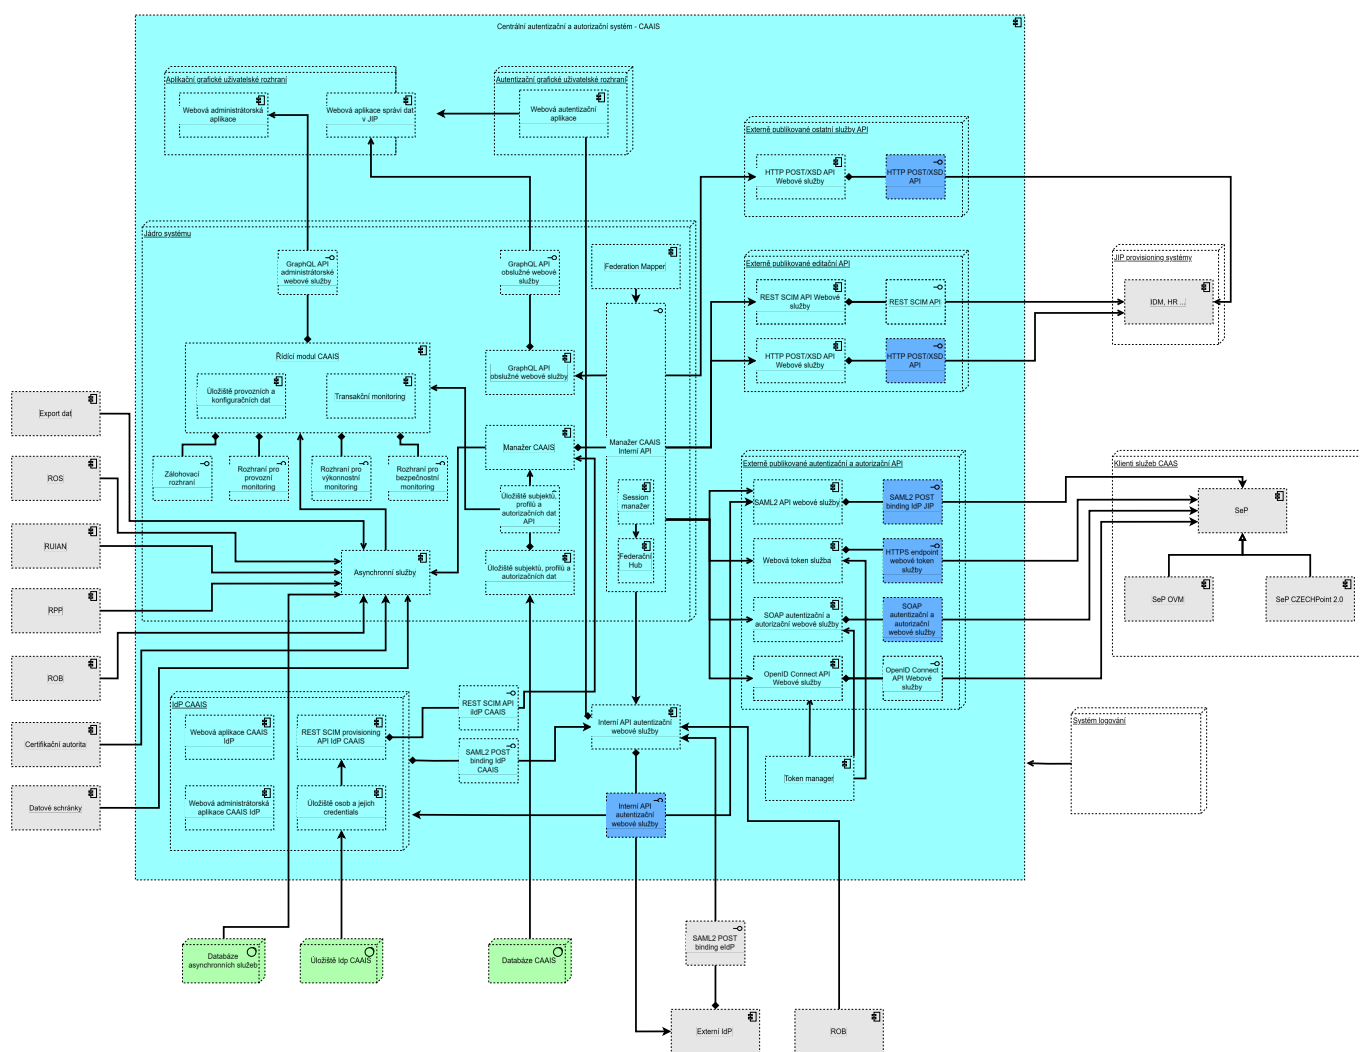 Centrální autentizační a autorizační systém - CAAIS
Aplikační grafické uživatelské rozhraní
Webová administrátorská
aplikace
Webová aplikace správi dat
v JIP
Autentizační grafické uživatelské rozhraní
Webová autentizační
aplikace
Externě publikované ostatní služby API
HTTP POST/XSD API
Webové služby
HTTP POST/XSD
API
Jádro systému
GraphQL API
administrátorské
webové služby
GraphQL API
obslužné webové
služby
Federation Mapper
Externě publikované editační API
REST SCIM API Webové
služby
REST SCIM API
HTTP POST/XSD API
Webové služby
HTTP POST/XSD
API
JIP provisioning systémy
IDM, HR ...
Řídící modul CAAIS
Úložiště provozních a
konfiguračních dat
Transakční monitoring
GraphQL API
obslužné webové služby
Zálohovací
rozhraní
Rozhraní pro
provozní
monitoring
Rozhraní pro
výkonnostní
monitoring
Rozhraní pro
bezpečnostní
monitoring
Manažer CAAIS
Manažer CAAIS
Interní API
Úložiště subjektů,
profilů a
autorizačních dat
API
Úložiště subjektů, profilů a
autorizačních dat
Session
manažer
Federační
Hub
Asynchronní služby
Export dat
ROS
RUIAN
RPP
ROB
Certifikační autorita
Datové schránky
Externě publikované autentizační a autorizační API
SAML2 API webové služby
SAML2 POST
binding IdP JIP
Webová token služba
HTTPS endpoint
webové token
služby
SOAP autentizační a
autorizační webové služby
SOAP
autentizační a
autorizační
webové služby
OpenID Connect API
Webové služby
OpenID Connect
API Webové
služby
Token manager
Klienti služeb CAAS
SeP
SeP OVM
SeP CZECHPoint 2.0
Systém logování
IdP CAAIS
Webová aplikace CAAIS
IdP
REST SCIM provisioning
API IdP CAAIS
Webová administrátorská
aplikace CAAIS IdP
Úložiště osob a jejich
credentials
REST SCIM API
iIdP CAAIS
SAML2 POST
binding IdP
CAAIS
Interní API autentizační
webové služby
Interní API
autentizační
webové služby
Databáze
asynchronních služeb
Úložiště Idp CAAIS
Databáze CAAIS
SAML2 POST
binding eIdP
Externí IdP
ROB